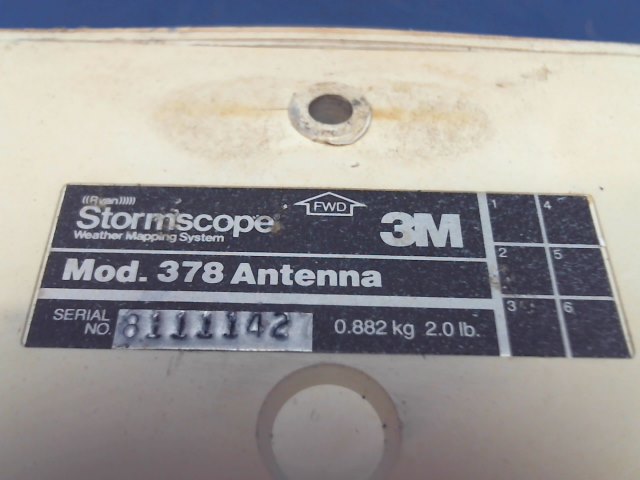 ((Ryan)))))
Stormscope
Weather Mapping System
FWD
3M
Mod. 378 Antenna
SERIAL
NO. 8111142
0.882 kg 2.0 lb.
1 4
2 5
3 6